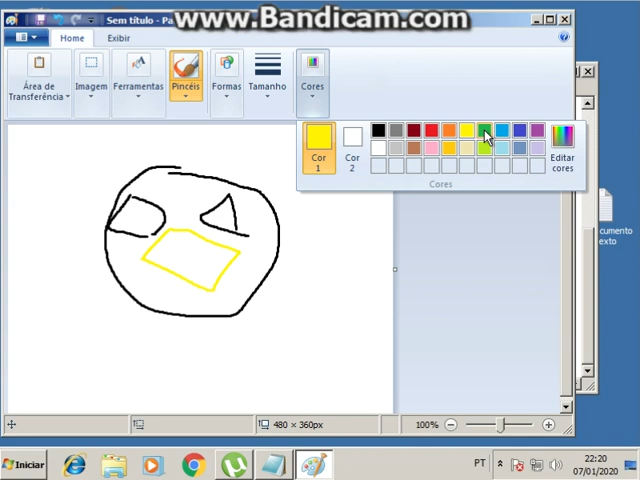 Sem título - Pa
www.Bandicam.com
Home
Exibir
Área de
Transferência
Imagem
Ferramentas
Pincéis
Formas
Tamanho
Cores
Cor
1
Cor
2
Editar
cores
Cores
cumento
exto
480 × 360px
100%
Iniciar
PT
22:20
07/01/2020